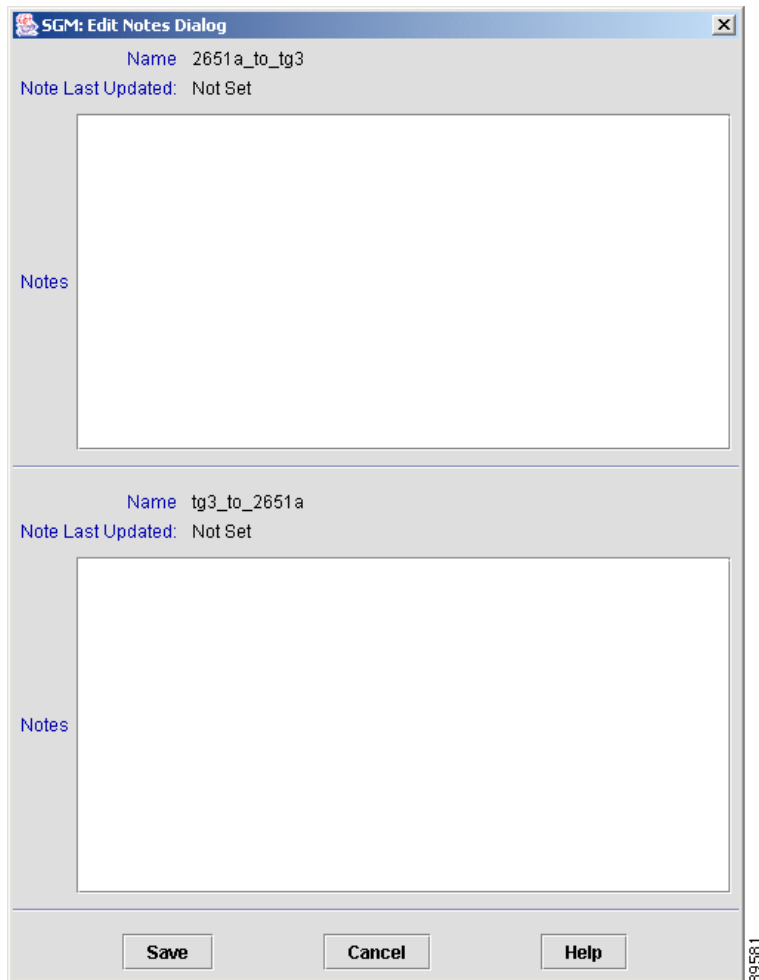 SGM: Edit Notes Dialog
Name 2651a_to_tg3
Note Last Updated: Not Set
Notes
Name tg3_to_2651a
Note Last Updated: Not Set
Notes
Save Cancel Help
89581